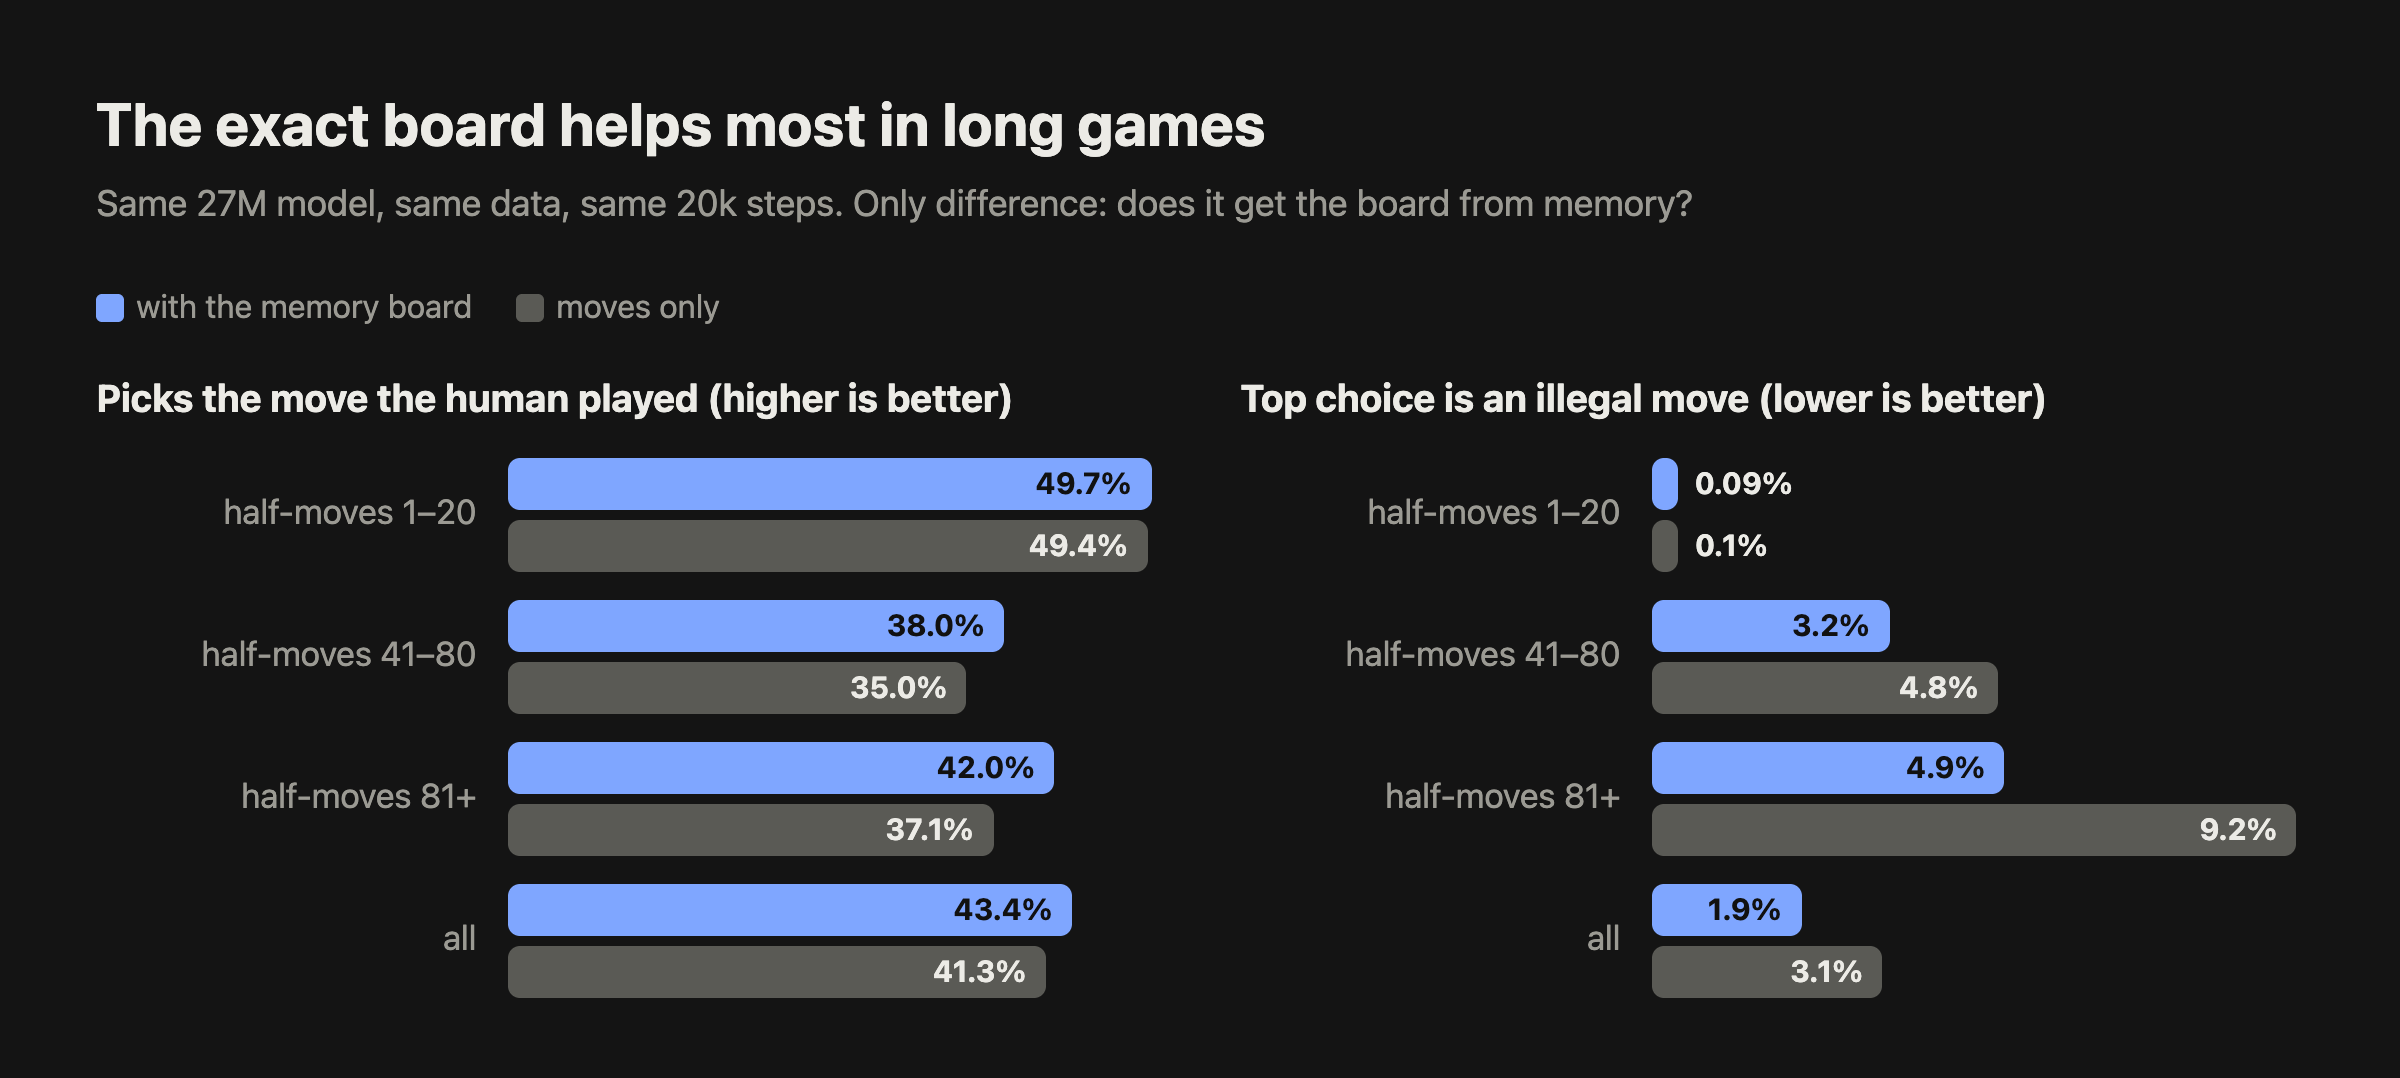 The exact board helps most in long games
Same 27M model, same data, same 20k steps. Only difference: does it get the board from memory?
with the memory board
moves only
Picks the move the human played (higher is better)
half-moves 1–20
49.7%
49.4%
half-moves 41–80
38.0%
35.0%
half-moves 81+
42.0%
37.1%
all
43.4%
41.3%
Top choice is an illegal move (lower is better)
half-moves 1–20
0.09%
0.1%
half-moves 41–80
3.2%
4.8%
half-moves 81+
4.9%
9.2%
all
1.9%
3.1%